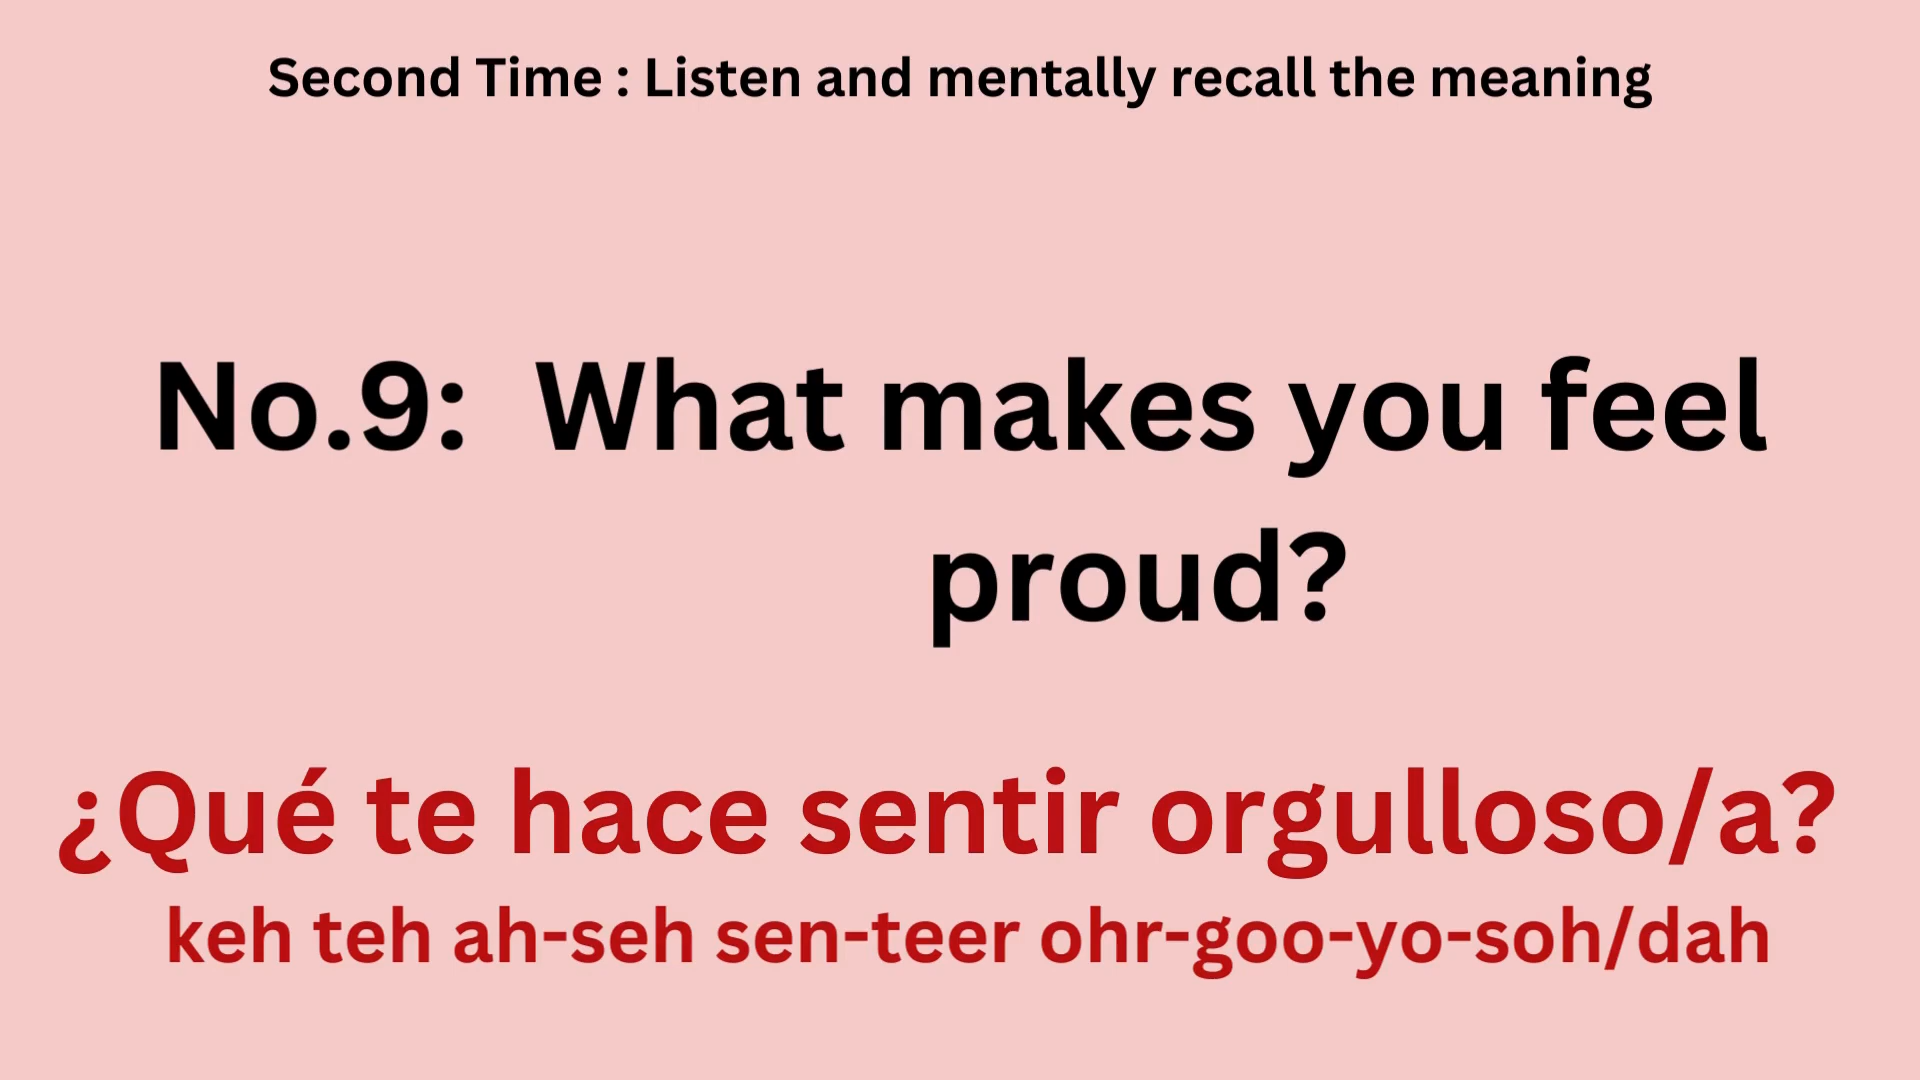 Second Time : Listen and mentally recall the meaning
No.9: What makes you feel
proud?
¿Qué te hace sentir orgulloso/a?
keh teh ah-seh sen-teer ohr-goo-yo-soh/dah